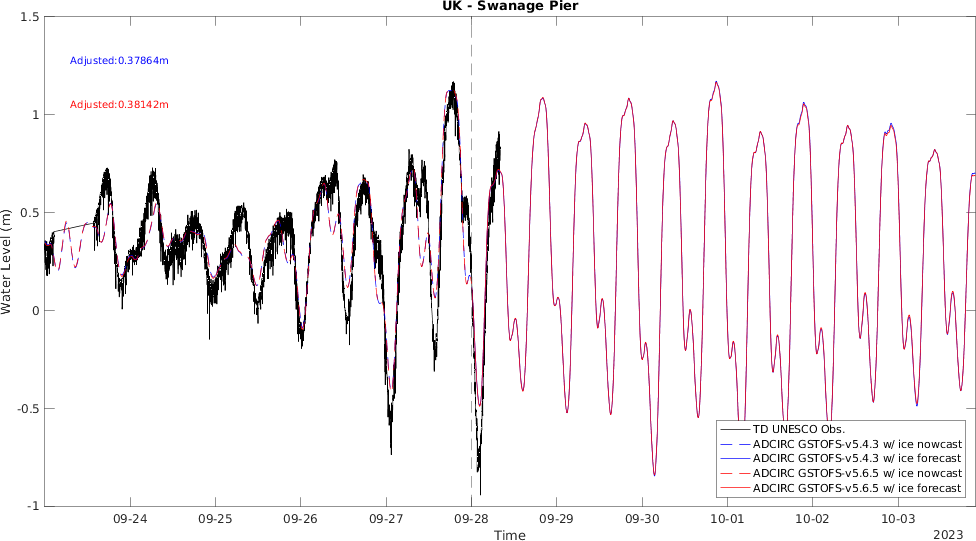 UK - Swanage Pier
1.5
1
0.5
0
-0.5
-1
Water Level (m)
Adjusted:0.37864m
Adjusted:0.38142m
TD UNESCO Obs.
ADCIRC GSTOFS-v5.4.3 w/ ice nowcast
ADCIRC GSTOFS-v5.4.3 w/ ice forecast
ADCIRC GSTOFS-v5.6.5 w/ ice nowcast
ADCIRC GSTOFS-v5.6.5 w/ ice forecast
09-24 09-25 09-26 09-27 09-28 09-29 09-30 10-01 10-02 10-03
Time
2023